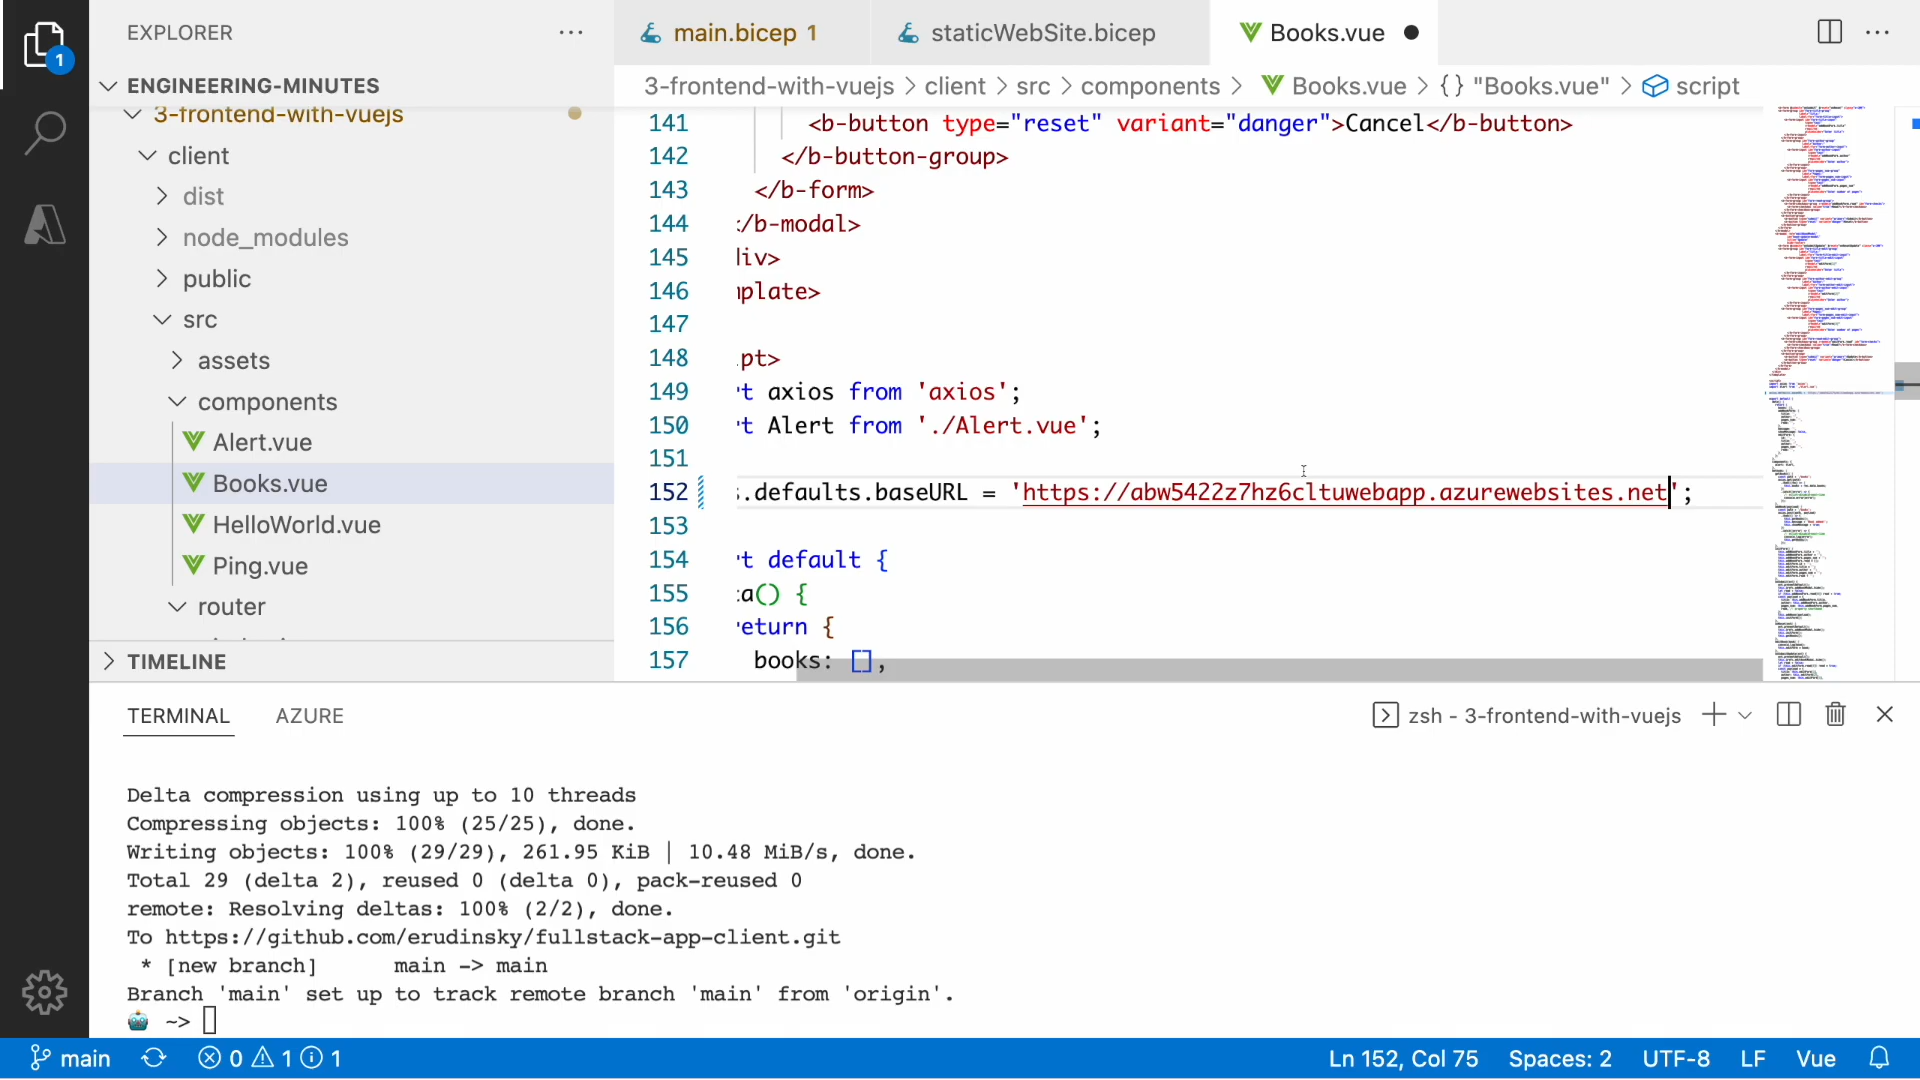 EXPLORER
1
ENGINEERING-MINUTES
3-frontend-with-vuejs
client
dist
node_modules
public
src
assets
components
Alert.vue
Books.vue
HelloWorld.vue
Ping.vue
router
TIMELINE
main.bicep 1
staticWebSite.bicep
Books.vue
3-frontend-with-vuejs > client > src > components > Books.vue > {} "Books.vue" > script
141 <b-button type="reset" variant="danger">Cancel</b-button>
142 </b-button-group>
143 </b-form>
144 </b-modal>
145 div>
146 mplate>
147
148 ipt>
149 rt axios from 'axios';
150 rt Alert from './Alert.vue';
151
152 s.defaults.baseURL = 'https://abw5422z7hz6cltuwebapp.azurewebsites.net';
153
154 rt default {
155 ta() {
156 return {
157 books: [],
TERMINAL
AZURE
zsh - 3-frontend-with-vuejs
Delta compression using up to 10 threads
Compressing objects: 100% (25/25), done.
Writing objects: 100% (29/29), 261.95 KiB | 10.48 MiB/s, done.
Total 29 (delta 2), reused 0 (delta 0), pack-reused 0
remote: Resolving deltas: 100% (2/2), done.
To https://github.com/erudinsky/fullstack-app-client.git
* [new branch] main -> main
Branch 'main' set up to track remote branch 'main' from 'origin'.
~>
main 0 1 1
Ln 152, Col 75 Spaces: 2 UTF-8 LF Vue